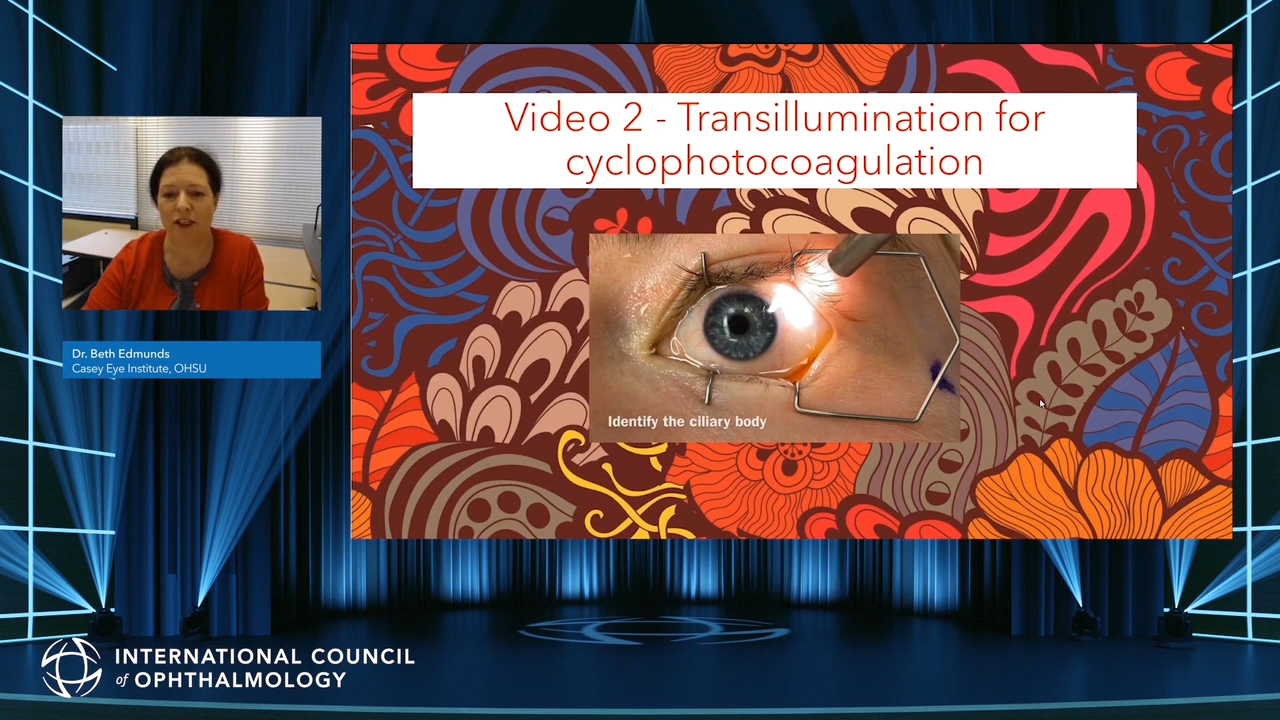 Video 2 - Transillumination for
cyclophotocoagulation
Dr. Beth Edmunds
Casey Eye Institute, OHSU
Identify the ciliary body
INTERNATIONAL COUNCIL
of OPHTHALMOLOGY